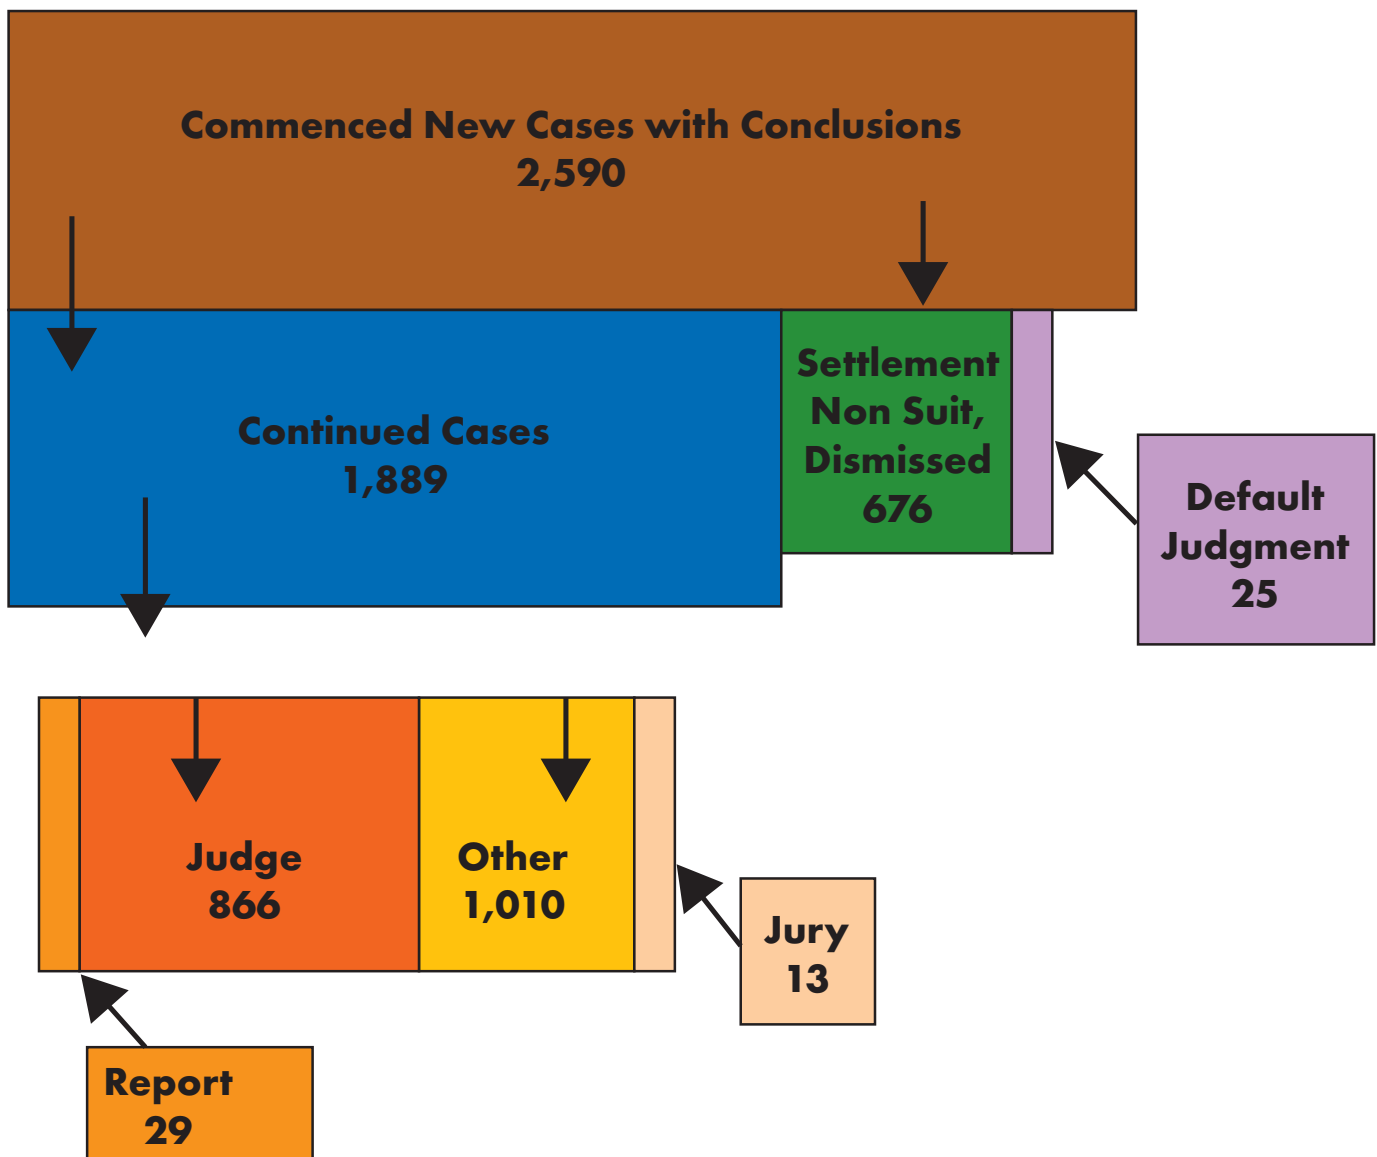 Commenced New Cases with Conclusions
2,590
Continued Cases
1,889
Settlement
Non Suit,
Dismissed
676
Default
Judgment
25
Judge
866
Other
1,010
Jury
13
Report
29